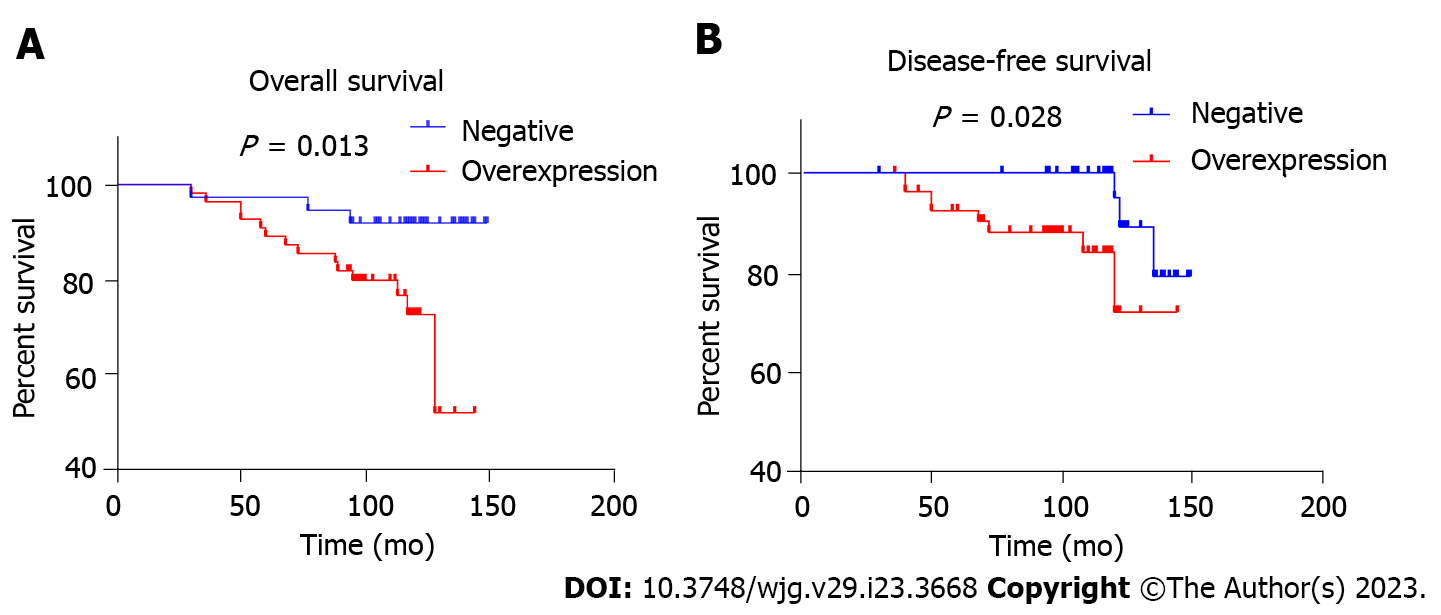 A
Overall survival
P = 0.013
Negative
Overexpression
Percent survival
100
80
60
40
0 50 100 150 200
Time (mo)
B
Disease-free survival
P = 0.028
Negative
Overexpression
Percent survival
100
80
60
40
0 50 100 150 200
Time (mo)
DOI: 10.3748/wjg.v29.i23.3668 Copyright ©The Author(s) 2023.